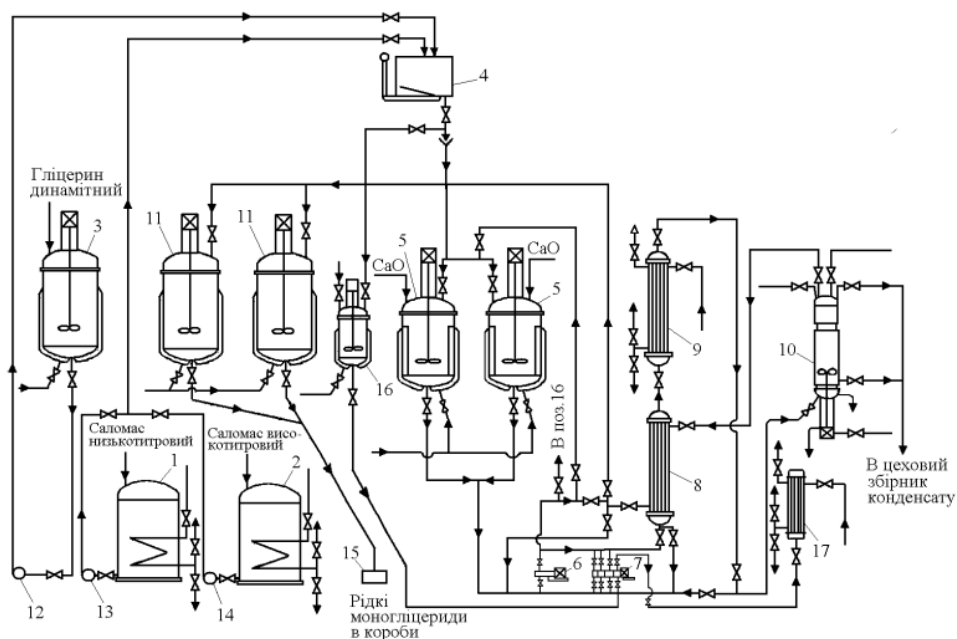 4
Гліцерин
динамітний
3
11
11
CaO
5
CaO
5
9
10
16
В поз.16
Саломас
низькотитровий
Саломас висо-
котитровий
1
2
8
В цеховий
збірник
конденсату
17
15
6
7
12
13
14
Рідкі
моногліцериди
в короби